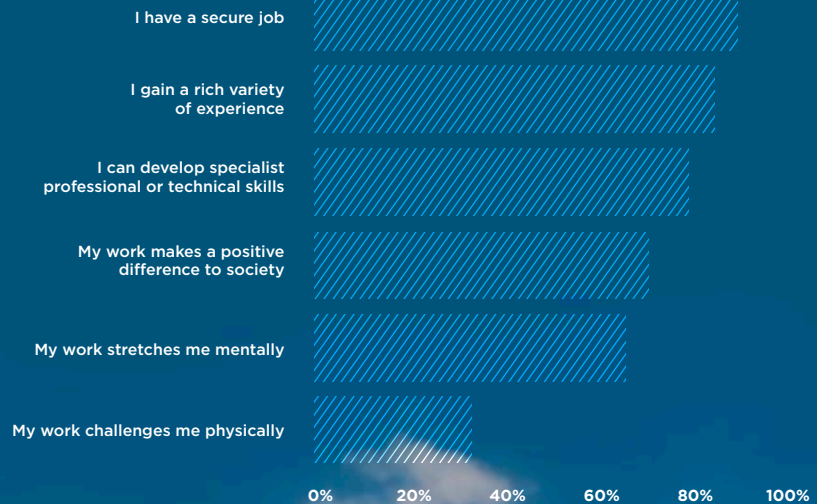 I have a secure job
I gain a rich variety
of experience
I can develop specialist
professional or technical skills
My work makes a positive
difference to society
My work stretches me mentally
My work challenges me physically
0% 20% 40% 60% 80% 100%